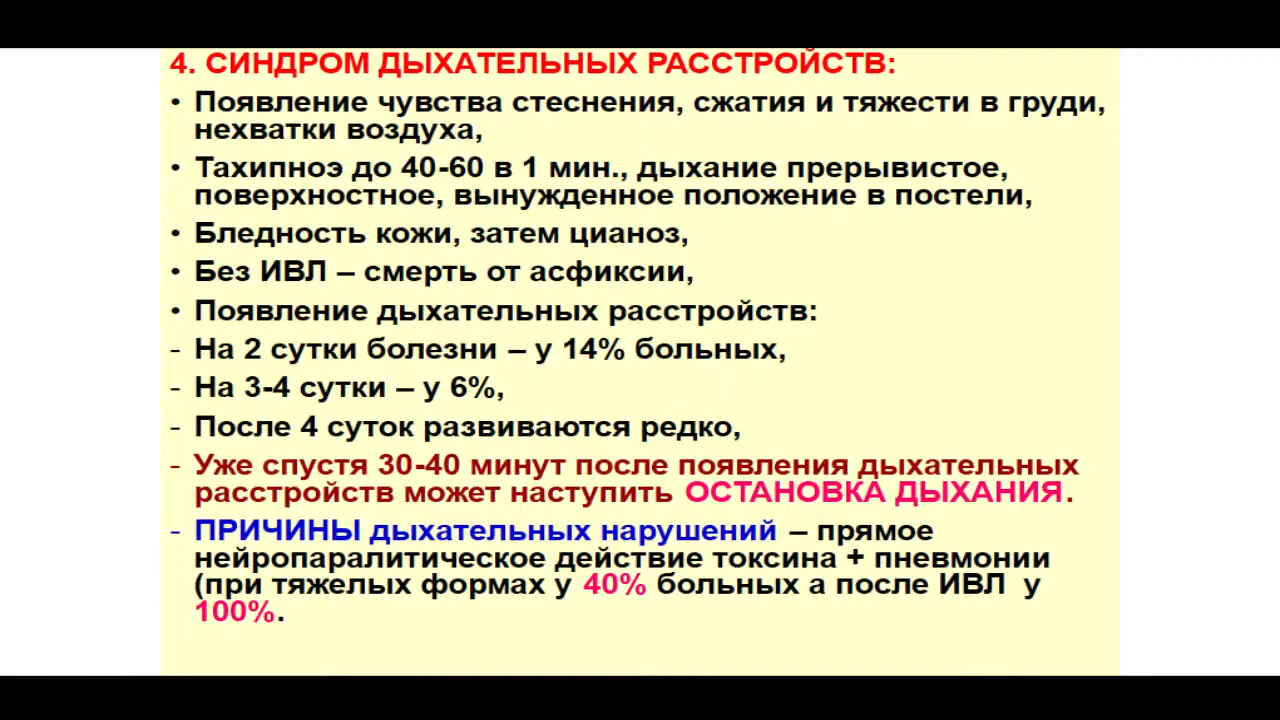 4. СИНДРОМ ДЫХАТЕЛЬНЫХ РАССТРОЙСТВ:
• Появление чувства стеснения, сжатия и тяжести в груди,
нехватки воздуха,
• Тахипноэ до 40-60 в 1 мин., дыхание прерывистое,
поверхностное, вынужденное положение в постели,
• Бледность кожи, затем цианоз,
• Без ИВЛ – смерть от асфиксии,
• Появление дыхательных расстройств:
- На 2 сутки болезни – у 14% больных,
- На 3-4 сутки – у 6%,
- После 4 суток развиваются редко,
- Уже спустя 30-40 минут после появления дыхательных
расстройств может наступить ОСТАНОВКА ДЫХАНИЯ.
- ПРИЧИНЫ дыхательных нарушений – прямое
нейропаралитическое действие токсина + пневмонии
(при тяжелых формах у 40% больных а после ИВЛ у
100%.